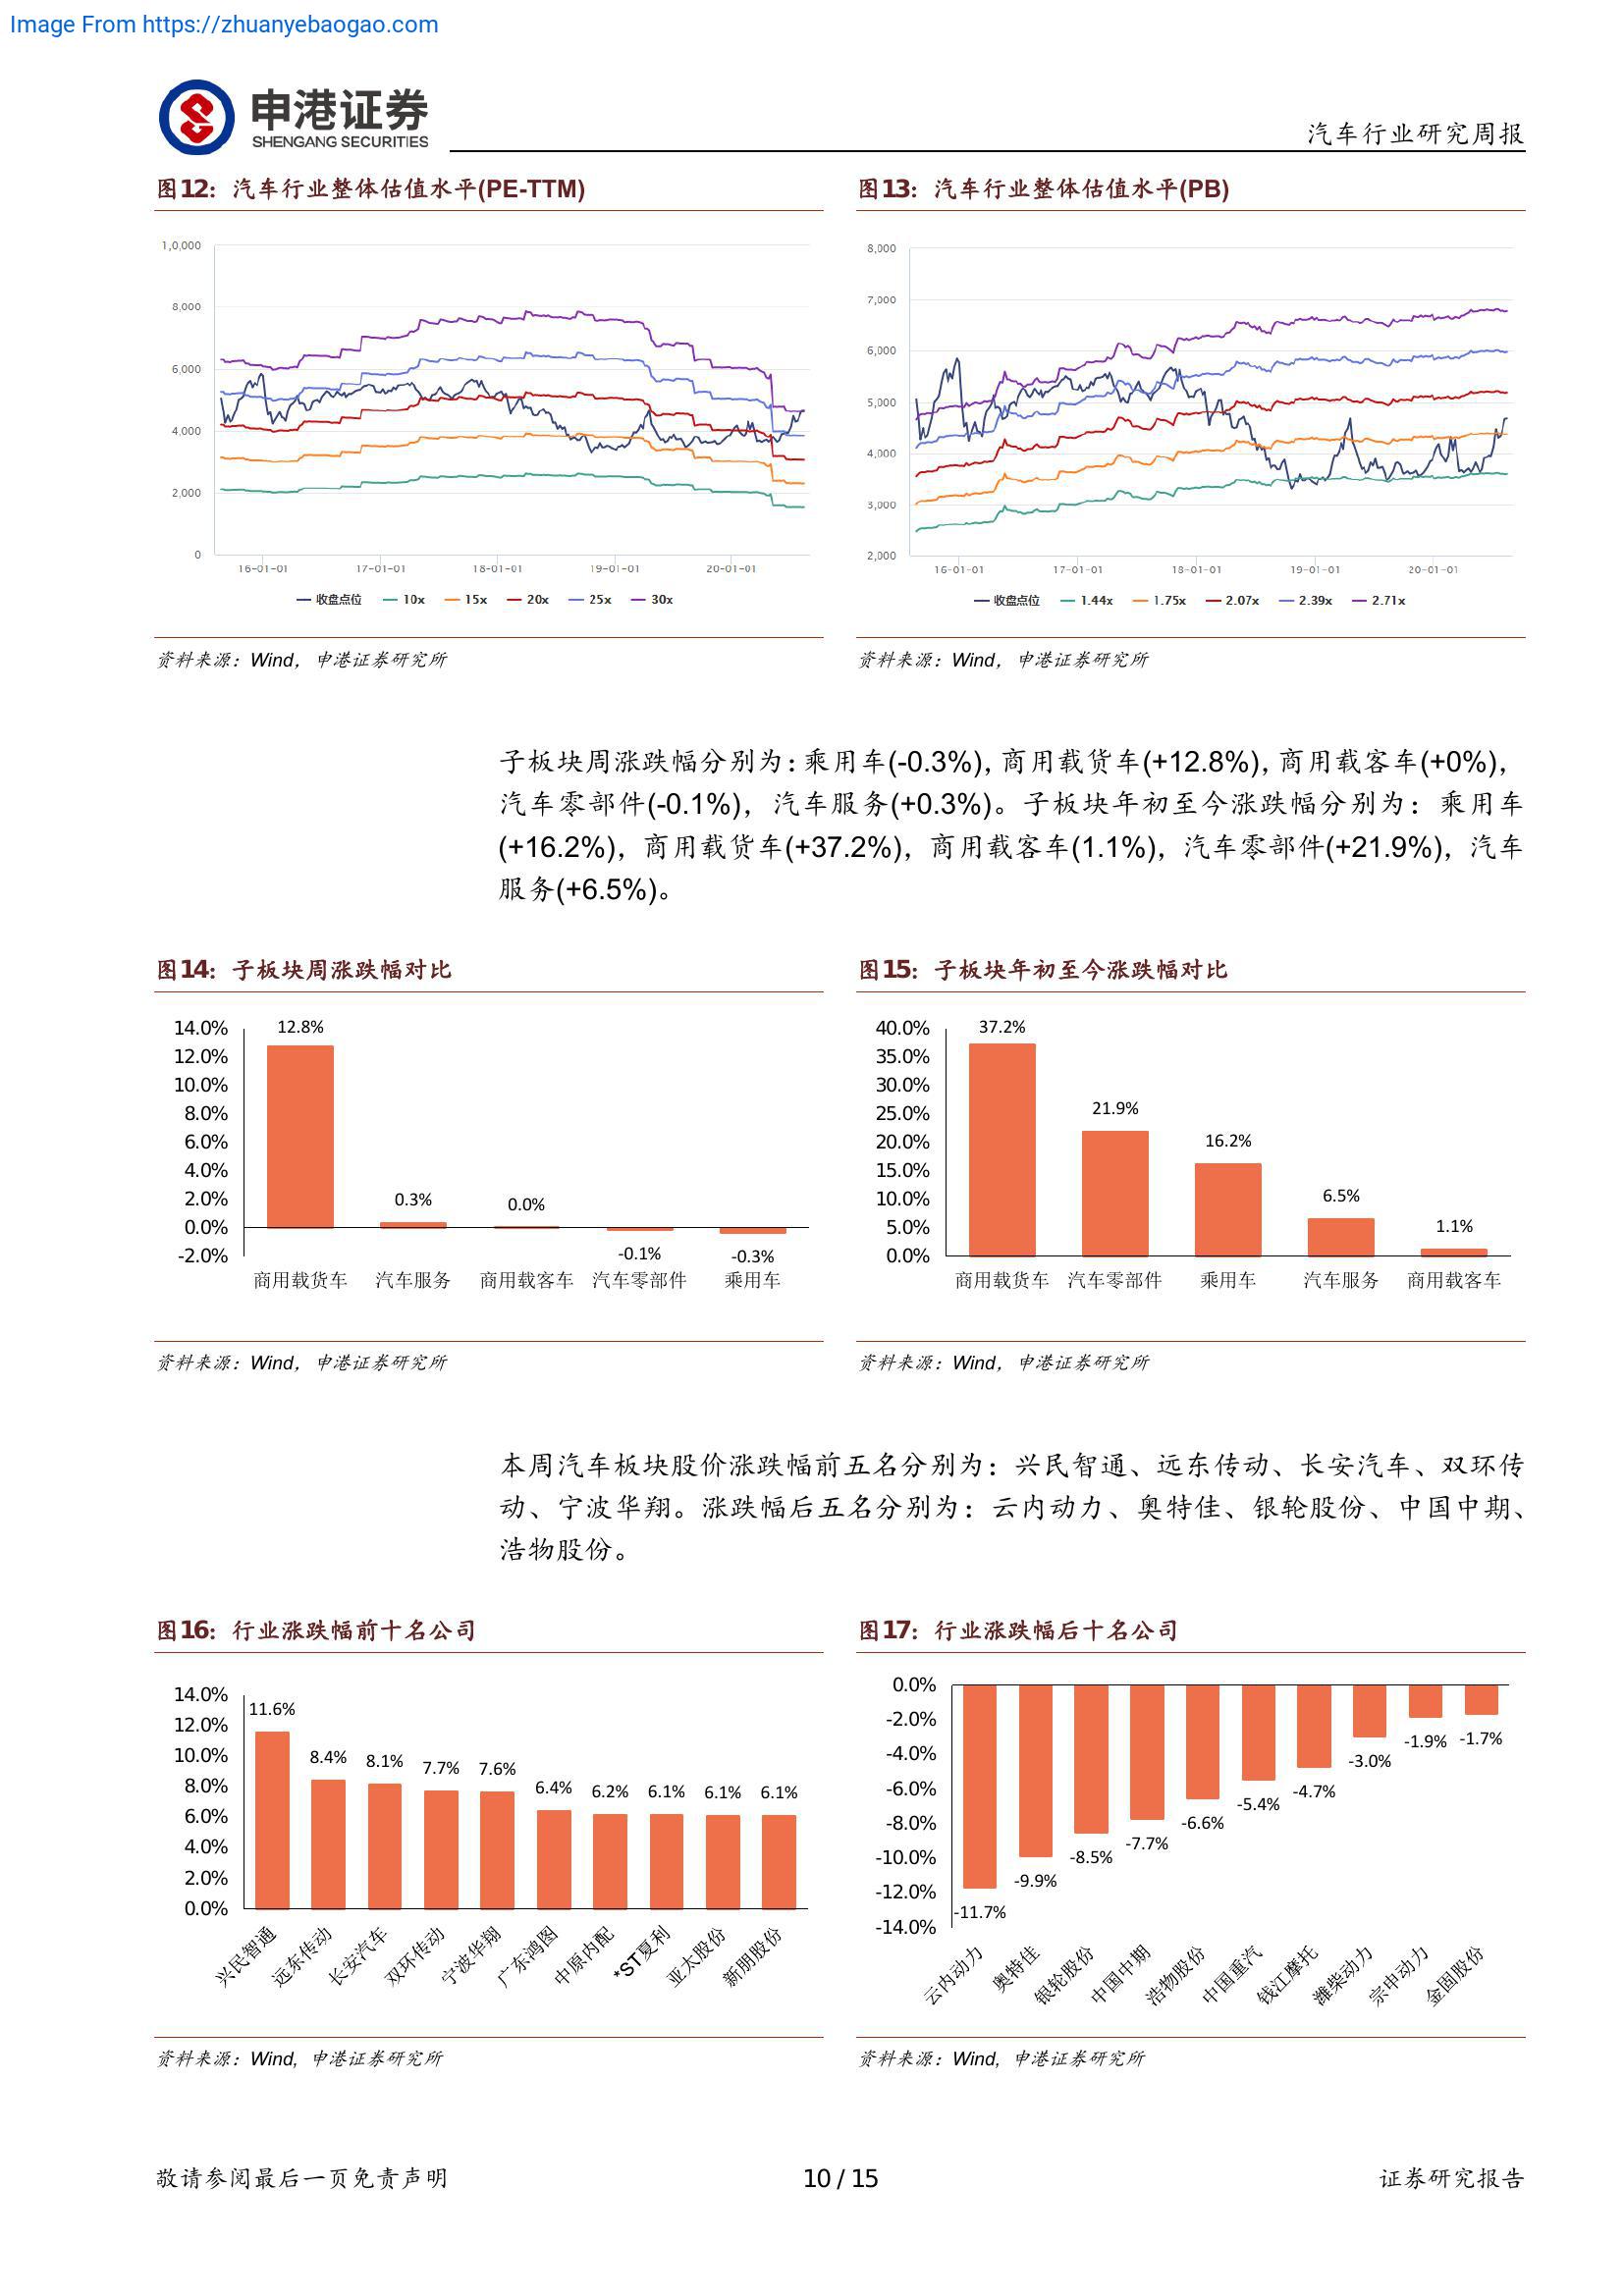 Image From https://zhuanyebaogao.com
申港证券
SHENGANG SECURITIES
汽车行业研究周报
图12：汽车行业整体估值水平(PE-TTM)
1,0,000
8,000
6,000
4,000
2,000
0
16-01-01 17-01-01 18-01-01 19-01-01 20-01-01
收盘点位 10x 15x 20x 25x 30x
资料来源：Wind，申港证券研究所
图13：汽车行业整体估值水平(PB)
8,000
7,000
6,000
5,000
4,000
3,000
2,000
16-01-01 17-01-01 18-01-01 19-01-01 20-01-01
收盘点位 1.44x 1.75x 2.07x 2.39x 2.71x
资料来源：Wind，申港证券研究所
子板块周涨跌幅分别为：乘用车(-0.3%)，商用载货车(+12.8%)，商用载客车(+0%)，
汽车零部件(-0.1%)，汽车服务(+0.3%)。子板块年初至今涨跌幅分别为：乘用车
(+16.2%)，商用载货车(+37.2%)，商用载客车(1.1%)，汽车零部件(+21.9%)，汽车
服务(+6.5%)。
图14：子板块周涨跌幅对比
14.0%
12.0%
10.0%
8.0%
6.0%
4.0%
2.0%
0.0%
-2.0%
12.8% 0.3% 0.0% -0.1% -0.3%
商用载货车 汽车服务 商用载客车 汽车零部件 乘用车
资料来源：Wind，申港证券研究所
图15：子板块年初至今涨跌幅对比
40.0%
35.0%
30.0%
25.0%
20.0%
15.0%
10.0%
5.0%
0.0%
37.2% 21.9% 16.2% 6.5% 1.1%
商用载货车 汽车零部件 乘用车 汽车服务 商用载客车
资料来源：Wind，申港证券研究所
本周汽车板块股价涨跌幅前五名分别为：兴民智通、远东传动、长安汽车、双环传
动、宁波华翔。涨跌幅后五名分别为：云内动力、奥特佳、银轮股份、中国中期、
浩物股份。
图16：行业涨跌幅前十名公司
14.0%
12.0%
10.0%
8.0%
6.0%
4.0%
2.0%
0.0%
11.6% 8.4% 8.1% 7.7% 7.6% 6.4% 6.2% 6.1% 6.1% 6.1%
兴民智通 远东传动 长安汽车 双环传动 宁波华翔 广东鸿图 中原内配 *ST夏利 亚太股份 新朋股份
资料来源：Wind，申港证券研究所
图17：行业涨跌幅后十名公司
0.0%
-2.0%
-4.0%
-6.0%
-8.0%
-10.0%
-12.0%
-14.0%
-11.7% -9.9% -8.5% -7.7% -6.6% -5.4% -4.7% -3.0% -1.9% -1.7%
云内动力 奥特佳 银轮股份 中国中期 浩物股份 中国重汽 钱江摩托 潍柴动力 宗申动力 金固股份
资料来源：Wind，申港证券研究所
敬请参阅最后一页免责声明
10 / 15
证券研究报告